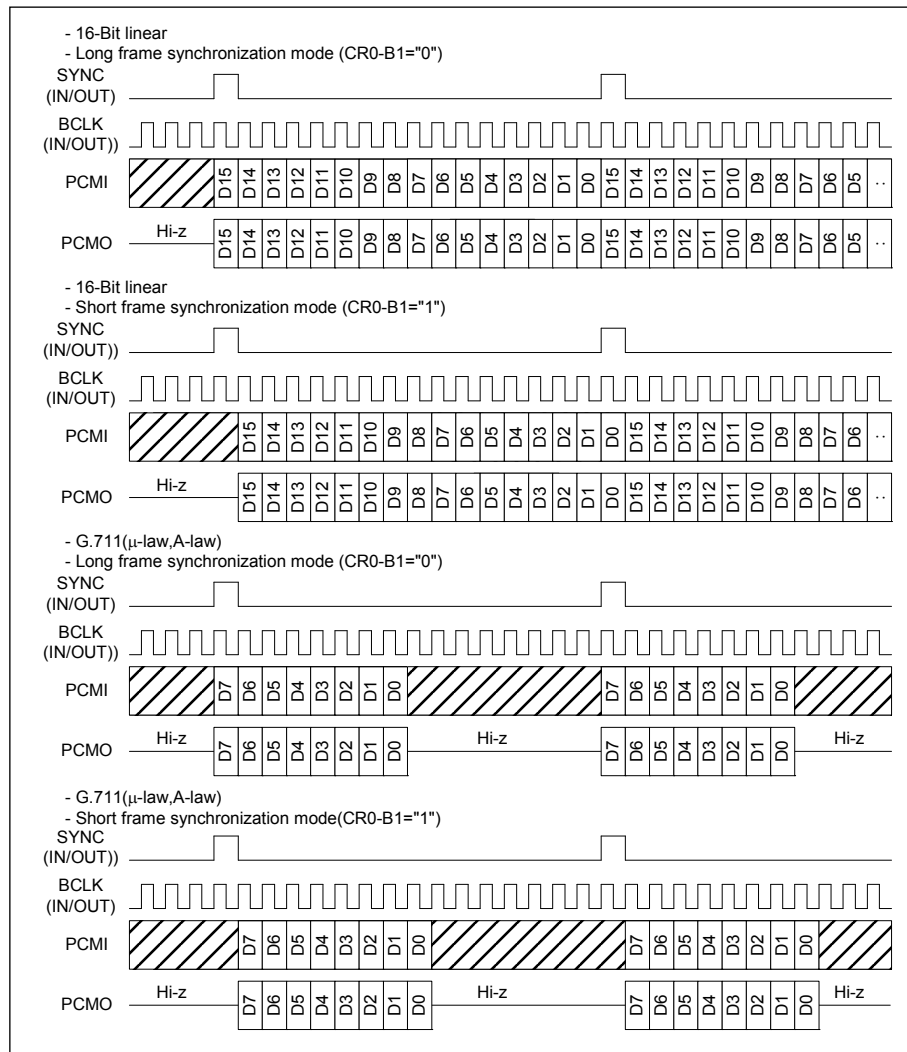 - 16-Bit linear
- Long frame synchronization mode (CR0-B1="0")
SYNC
(IN/OUT)
BCLK
(IN/OUT))
PCMI D15 D14 D13 D12 D11 D10 D9 D8 D7 D6 D5 D4 D3 D2 D1 D0 D15 D14 D13 D12 D11 D10 D9 D8 D7 D6 D5 ..
PCMO Hi-z D15 D14 D13 D12 D11 D10 D9 D8 D7 D6 D5 D4 D3 D2 D1 D0 D15 D14 D13 D12 D11 D10 D9 D8 D7 D6 D5 ..
- 16-Bit linear
- Short frame synchronization mode (CR0-B1="1")
SYNC
(IN/OUT))
BCLK
(IN/OUT)
PCMI D15 D14 D13 D12 D11 D10 D9 D8 D7 D6 D5 D4 D3 D2 D1 D0 D15 D14 D13 D12 D11 D10 D9 D8 D7 D6 ..
PCMO Hi-z D15 D14 D13 D12 D11 D10 D9 D8 D7 D6 D5 D4 D3 D2 D1 D0 D15 D14 D13 D12 D11 D10 D9 D8 D7 D6 ..
- G.711(μ-law,A-law)
- Long frame synchronization mode (CR0-B1="0")
SYNC
(IN/OUT)
BCLK
(IN/OUT)
PCMI D7 D6 D5 D4 D3 D2 D1 D0 D7 D6 D5 D4 D3 D2 D1 D0
PCMO Hi-z D7 D6 D5 D4 D3 D2 D1 D0 Hi-z D7 D6 D5 D4 D3 D2 D1 D0 Hi-z
- G.711(μ-law,A-law)
- Short frame synchronization mode(CR0-B1="1")
SYNC
(IN/OUT))
BCLK
(IN/OUT)
PCMI D7 D6 D5 D4 D3 D2 D1 D0 D7 D6 D5 D4 D3 D2 D1 D0
PCMO Hi-z D7 D6 D5 D4 D3 D2 D1 D0 Hi-z D7 D6 D5 D4 D3 D2 D1 D0 Hi-z